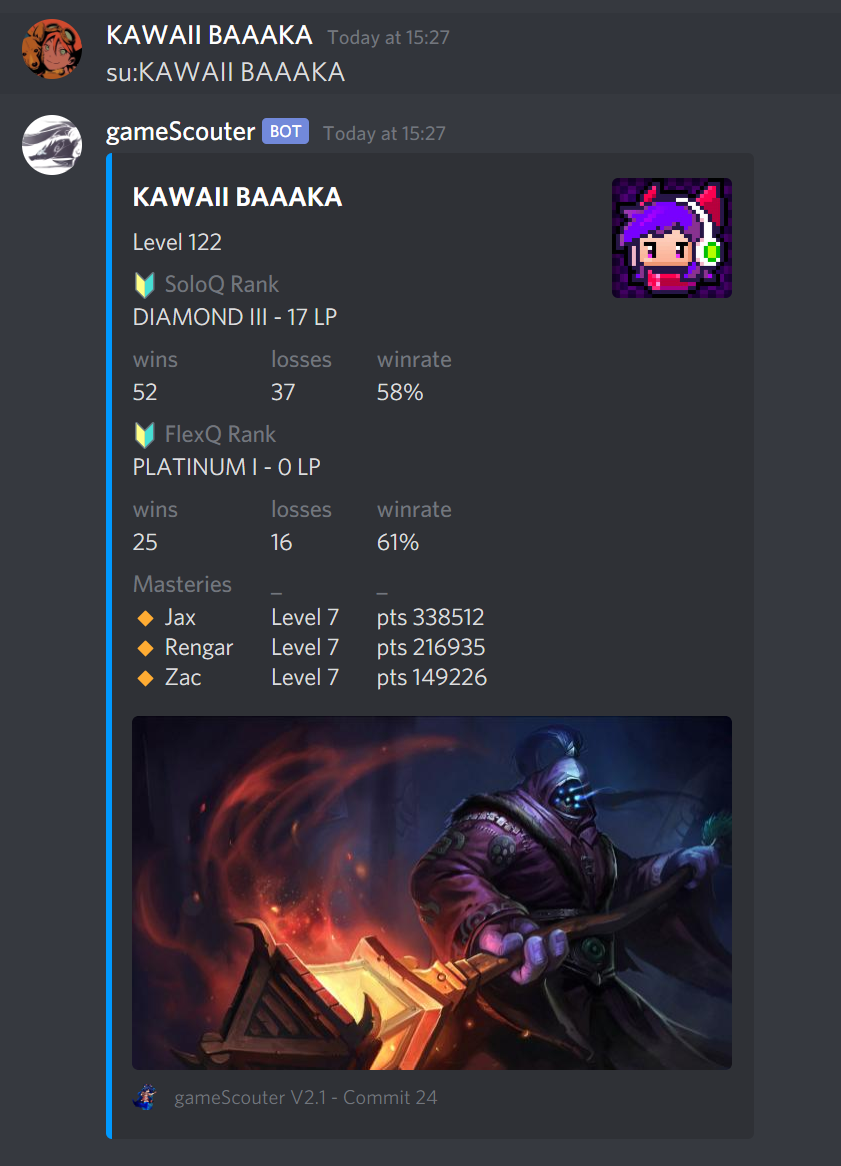 KAWAII BAAAKA Today at 15:27
su:KAWAII BAAAKA
gameScouter BOT Today at 15:27
KAWAII BAAAKA
Level 122
SoloQ Rank
DIAMOND III - 17 LP
wins losses winrate
52 37 58%
FlexQ Rank
PLATINUM I - 0 LP
wins losses winrate
25 16 61%
Masteries _ _
Jax Level 7 pts 338512
Rengar Level 7 pts 216935
Zac Level 7 pts 149226
gameScouter V2.1 - Commit 24